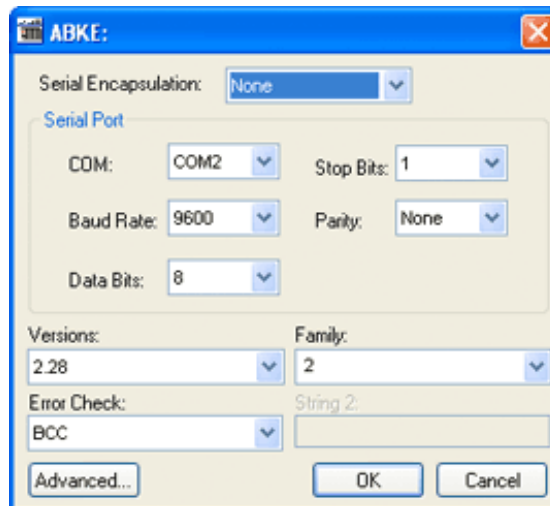 ABKE:
Serial Encapsulation: None
Serial Port
COM: COM2 Stop Bits: 1
Baud Rate: 9600 Parity: None
Data Bits: 8
Versions: Family:
2.28 2
Error Check: String 2:
BCC
Advanced... OK Cancel